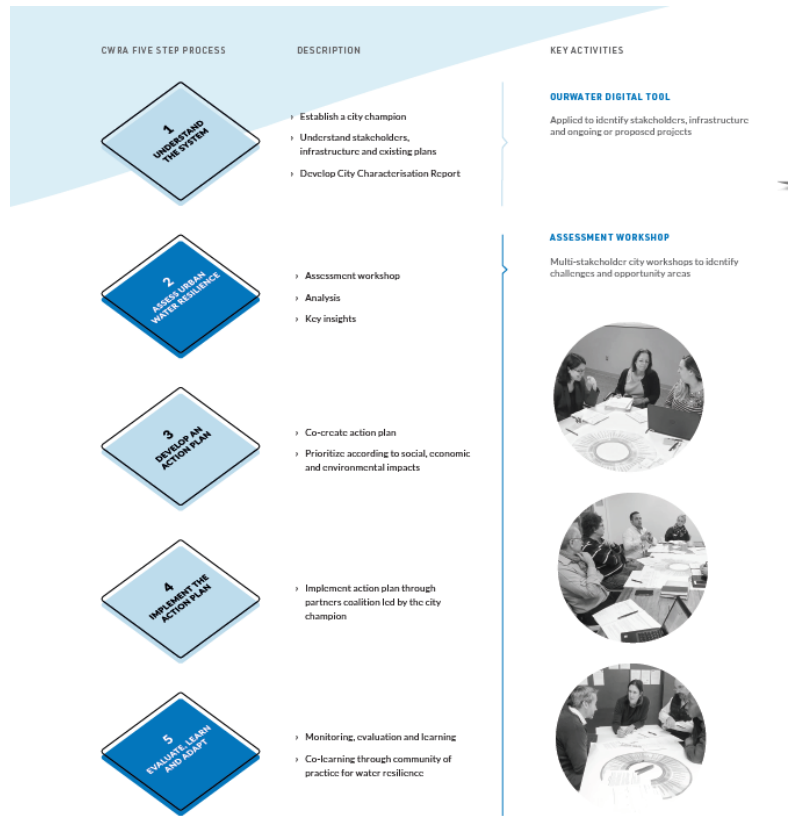 CWRA FIVE STEP PROCESS
DESCRIPTION
KEY ACTIVITIES
1
UNDERSTAND
THE SYSTEM
› Establish a city champion
› Understand stakeholders,
infrastructure and existing plans
› Develop City Characterisation Report
OURWATER DIGITAL TOOL
Applied to identify stakeholders, infrastructure
and ongoing or proposed projects
2
ASSESS URBAN
WATER RESILIENCE
› Assessment workshop
› Analysis
› Key insights
ASSESSMENT WORKSHOP
Multi-stakeholder city workshops to identify
challenges and opportunity areas
3
DEVELOP AN
ACTION PLAN
› Co-create action plan
› Prioritize according to social, economic
and environmental impacts
4
IMPLEMENT THE
ACTION PLAN
› Implement action plan through
partners coalition led by the city
champion
5
EVALUATE, LEARN
AND ADAPT
› Monitoring, evaluation and learning
› Co-learning through community of
practice for water resilience